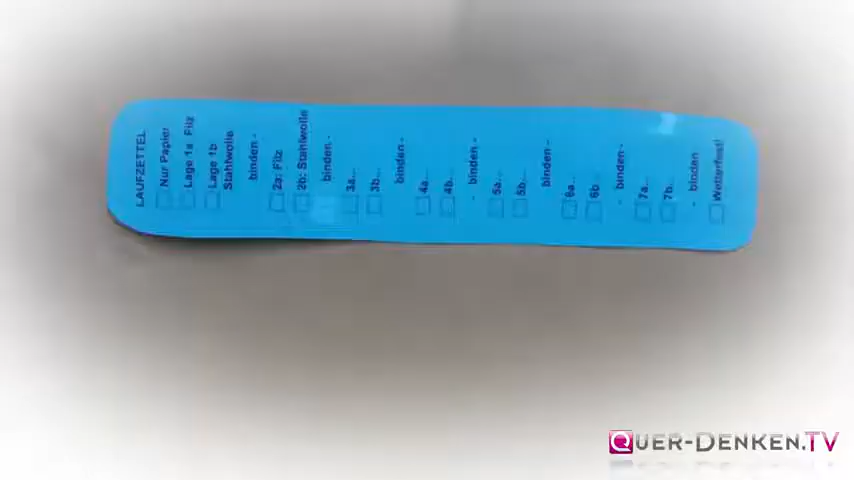 LAUFZETTEL
☐ Nur Papier
☐ Lage 1a Filz
☐ Lage 1b
Stahlwolle
binden -
☐ 2a: Filz
☐ 2b: Stahlwolle
binden -
☐ 3a...
☐ 3b...
binden -
☐ 4a...
☐ 4b...
- binden -
☐ 5a...
☐ 5b...
binden -
☐ 6a...
☐ 6b...
- binden -
☐ 7a...
☐ 7b...
- binden
☐ Wetterfest!
QUER-DENKEN.TV